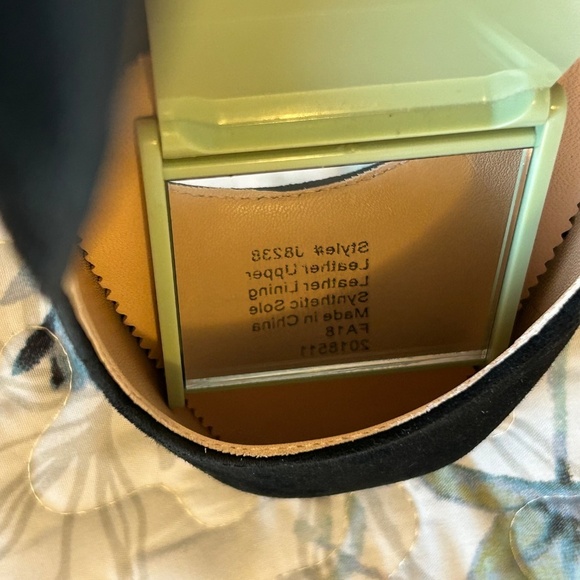 Style# J8238
Leather Upper
Leather Lining
Synthetic Sole
Made In China
FA18
2018511